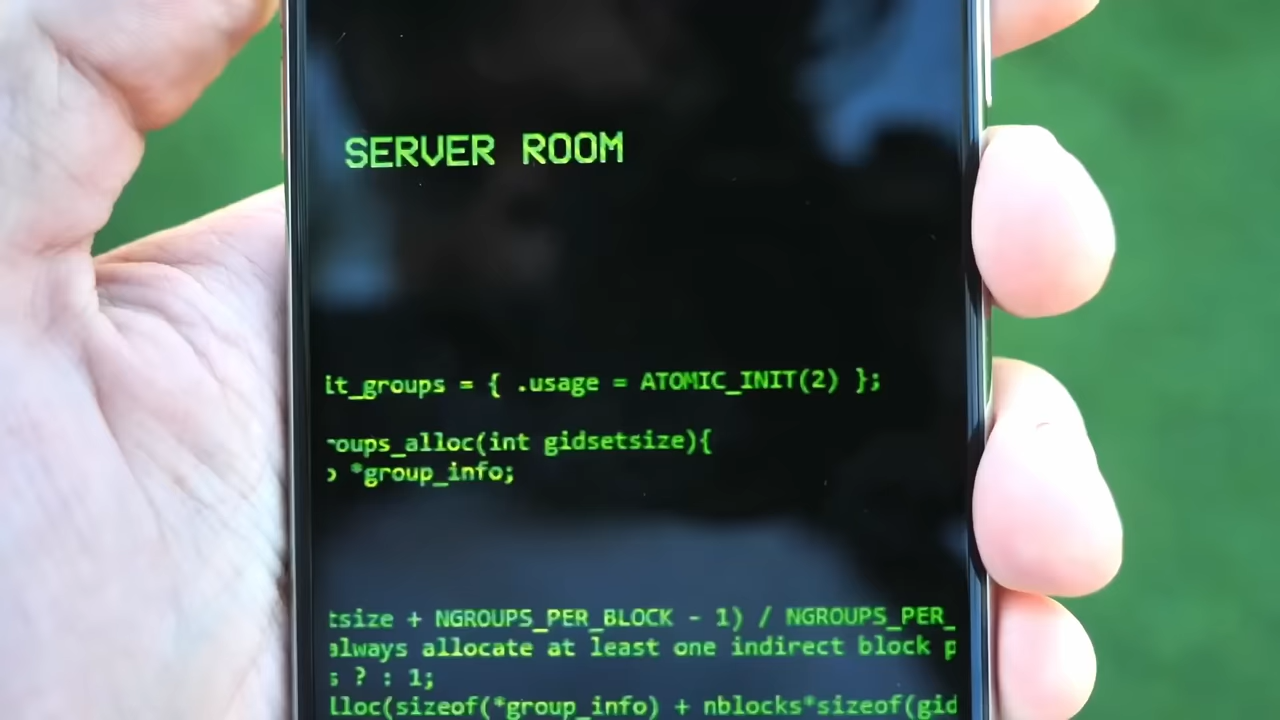 SERVER ROOM
it_groups = { .usage = ATOMIC_INIT(2) };
roups_alloc(int gidsetsize){
*group_info;
tsize + NGROUPS_PER_BLOCK - 1) / NGROUPS_PER_
always allocate at least one indirect block p
s ? : 1;
lloc(sizeof(*group_info) + nblocks*sizeof(gid